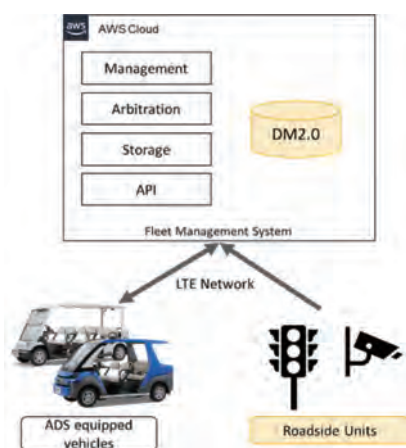 aws
AWS Cloud
Management
Arbitration
Storage
API
DM2.0
Fleet Management System
LTE Network
ADS equipped
vehicles
Roadside Units